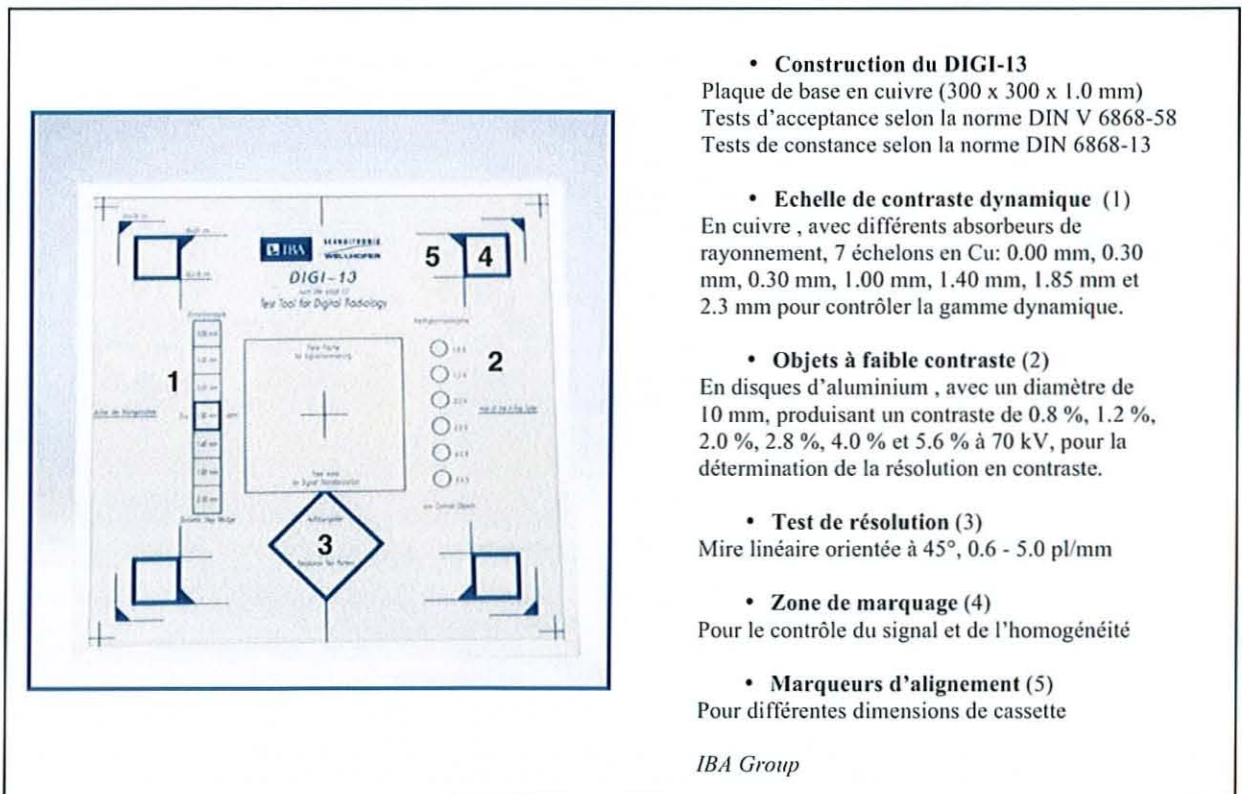 • Construction du DIGI-13
Plaque de base en cuivre (300 x 300 x 1.0 mm)
Tests d'acceptance selon la norme DIN V 6868-58
Tests de constance selon la norme DIN 6868-13
• Echelle de contraste dynamique (1)
En cuivre , avec différents absorbeurs de
rayonnement, 7 échelons en Cu: 0.00 mm, 0.30
mm, 0.30 mm, 1.00 mm, 1.40 mm, 1.85 mm et
2.3 mm pour contrôler la gamme dynamique.
• Objets à faible contraste (2)
En disques d'aluminium , avec un diamètre de
10 mm, produisant un contraste de 0.8 %, 1.2 %,
2.0 %, 2.8 %, 4.0 % et 5.6 % à 70 kV, pour la
détermination de la résolution en contraste.
• Test de résolution (3)
Mire linéaire orientée à 45°, 0.6 - 5.0 pl/mm
• Zone de marquage (4)
Pour le contrôle du signal et de l'homogénéité
• Marqueurs d'alignement (5)
Pour différentes dimensions de cassette
IBA Group
IBA
SCANDITRONIX
WELLHÖFER
DIGI-13
Test Tool for Digital Radiology
5
4
1
2
3